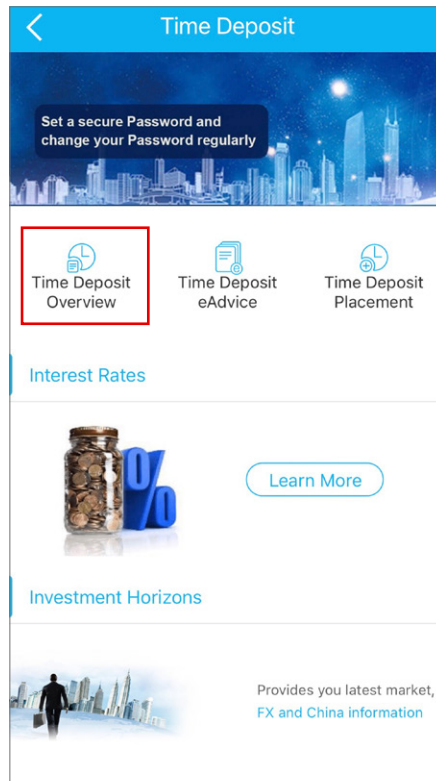 Time Deposit
Set a secure Password and
change your Password regularly
Time Deposit
Overview
Time Deposit
eAdvice
Time Deposit
Placement
Interest Rates
%
Learn More
Investment Horizons
Provides you latest market,
FX and China information